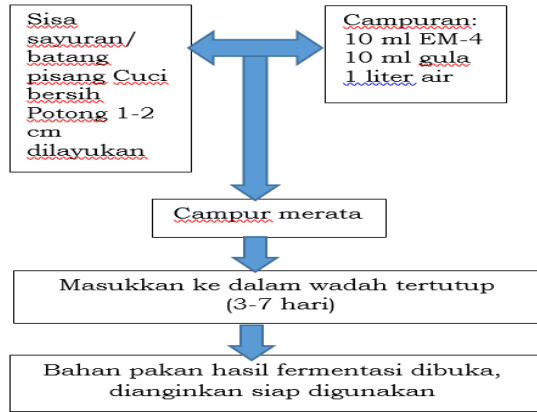 Sisa
sayuran/
batang
pisang Cuci
bersih
Potong 1-2
cm
dilayukan
Campuran:
10 ml EM-4
10 ml gula
1 liter air
Campur merata
Masukkan ke dalam wadah tertutup
(3-7 hari)
Bahan pakan hasil fermentasi dibuka,
dianginkan siap digunakan